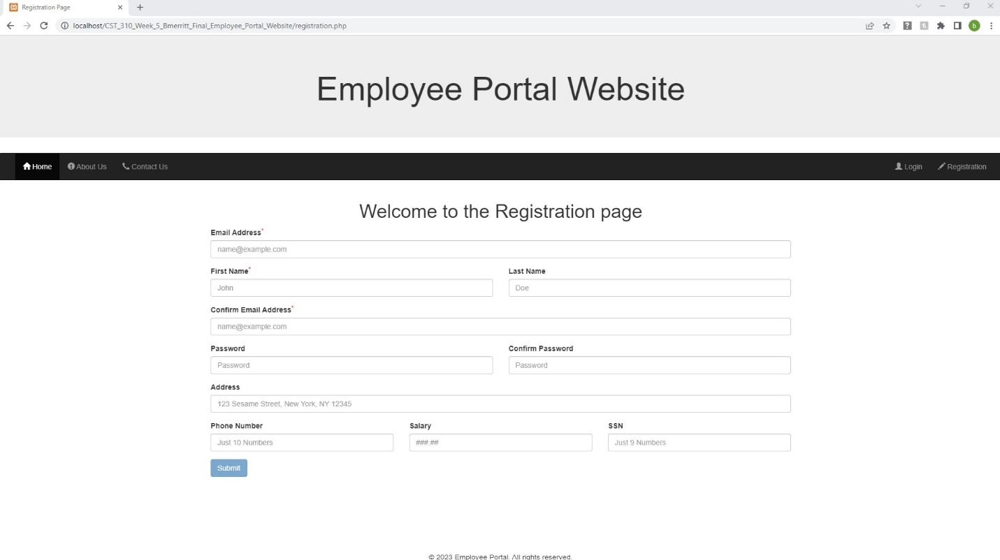 Registration Page
localhost/CST_310_Week_5_Bmerritt_Final_Employee_Portal_Website/registration.php
b
Employee Portal Website
Home About Us Contact Us Login Registration
Welcome to the Registration page
Email Address*
name@example.com
First Name* Last Name
John Doe
Confirm Email Address*
name@example.com
Password Confirm Password
Password Password
Address
123 Sesame Street, New York, NY 12345
Phone Number Salary SSN
Just 10 Numbers ###.## Just 9 Numbers
Submit
© 2023 Employee Portal. All rights reserved.